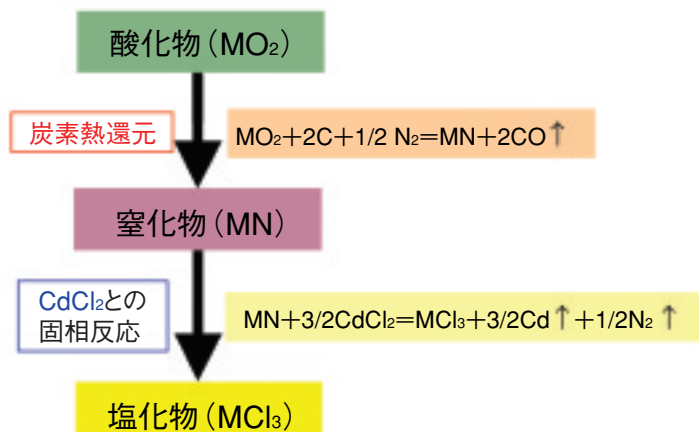 酸化物（MO₂）
炭素熱還元
MO₂+2C+1/2 N₂=MN+2CO↑
窒化物（MN）
CdCl₂との
固相反応
MN+3/2CdCl₂=MCl₃+3/2Cd↑+1/2N₂↑
塩化物（MCl₃）